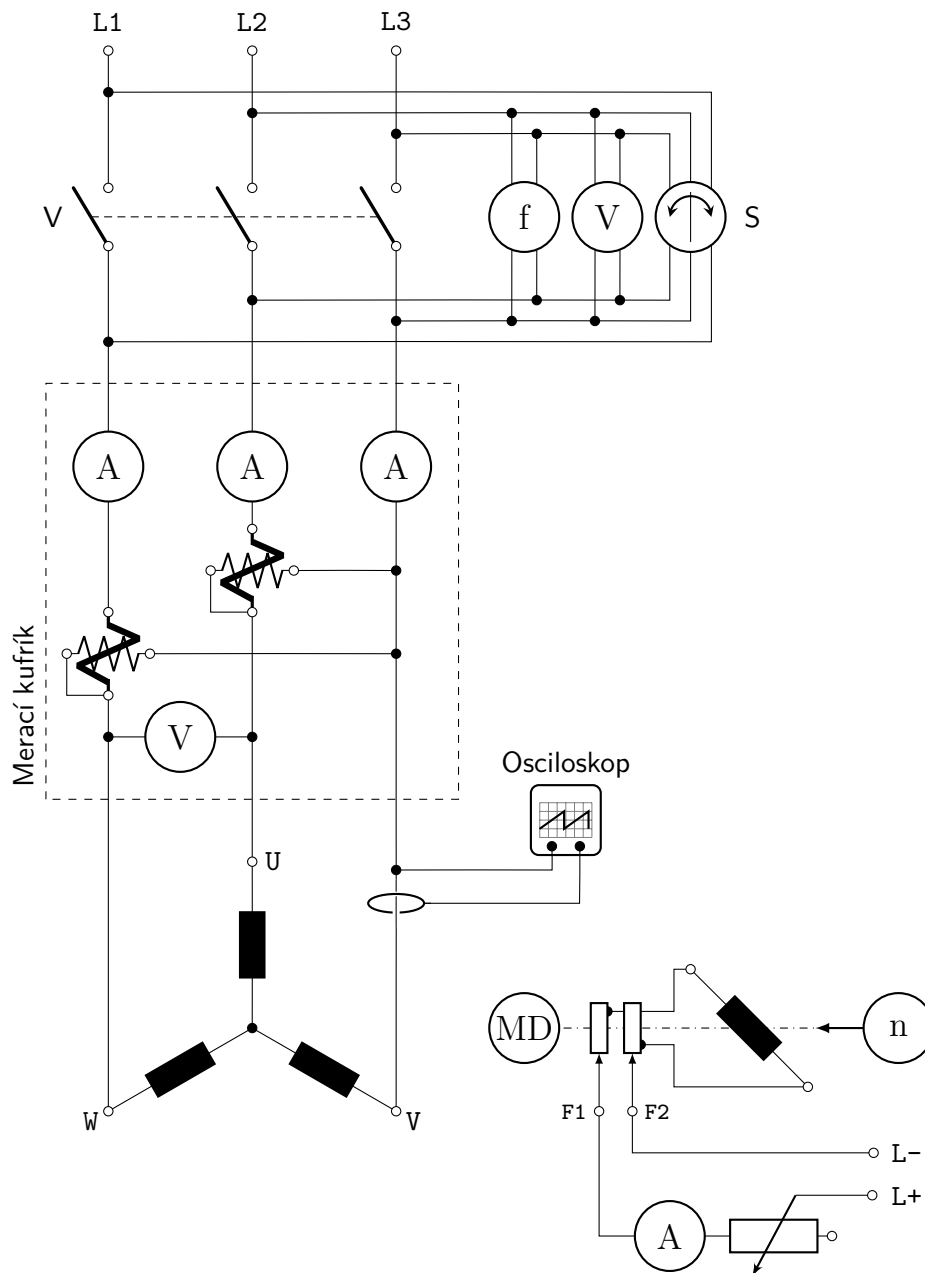 L1 L2 L3
V f V S
A A A
Merací kufrík
V
Osciloskop
U
MD n
W V F1 F2
L-
L+
A